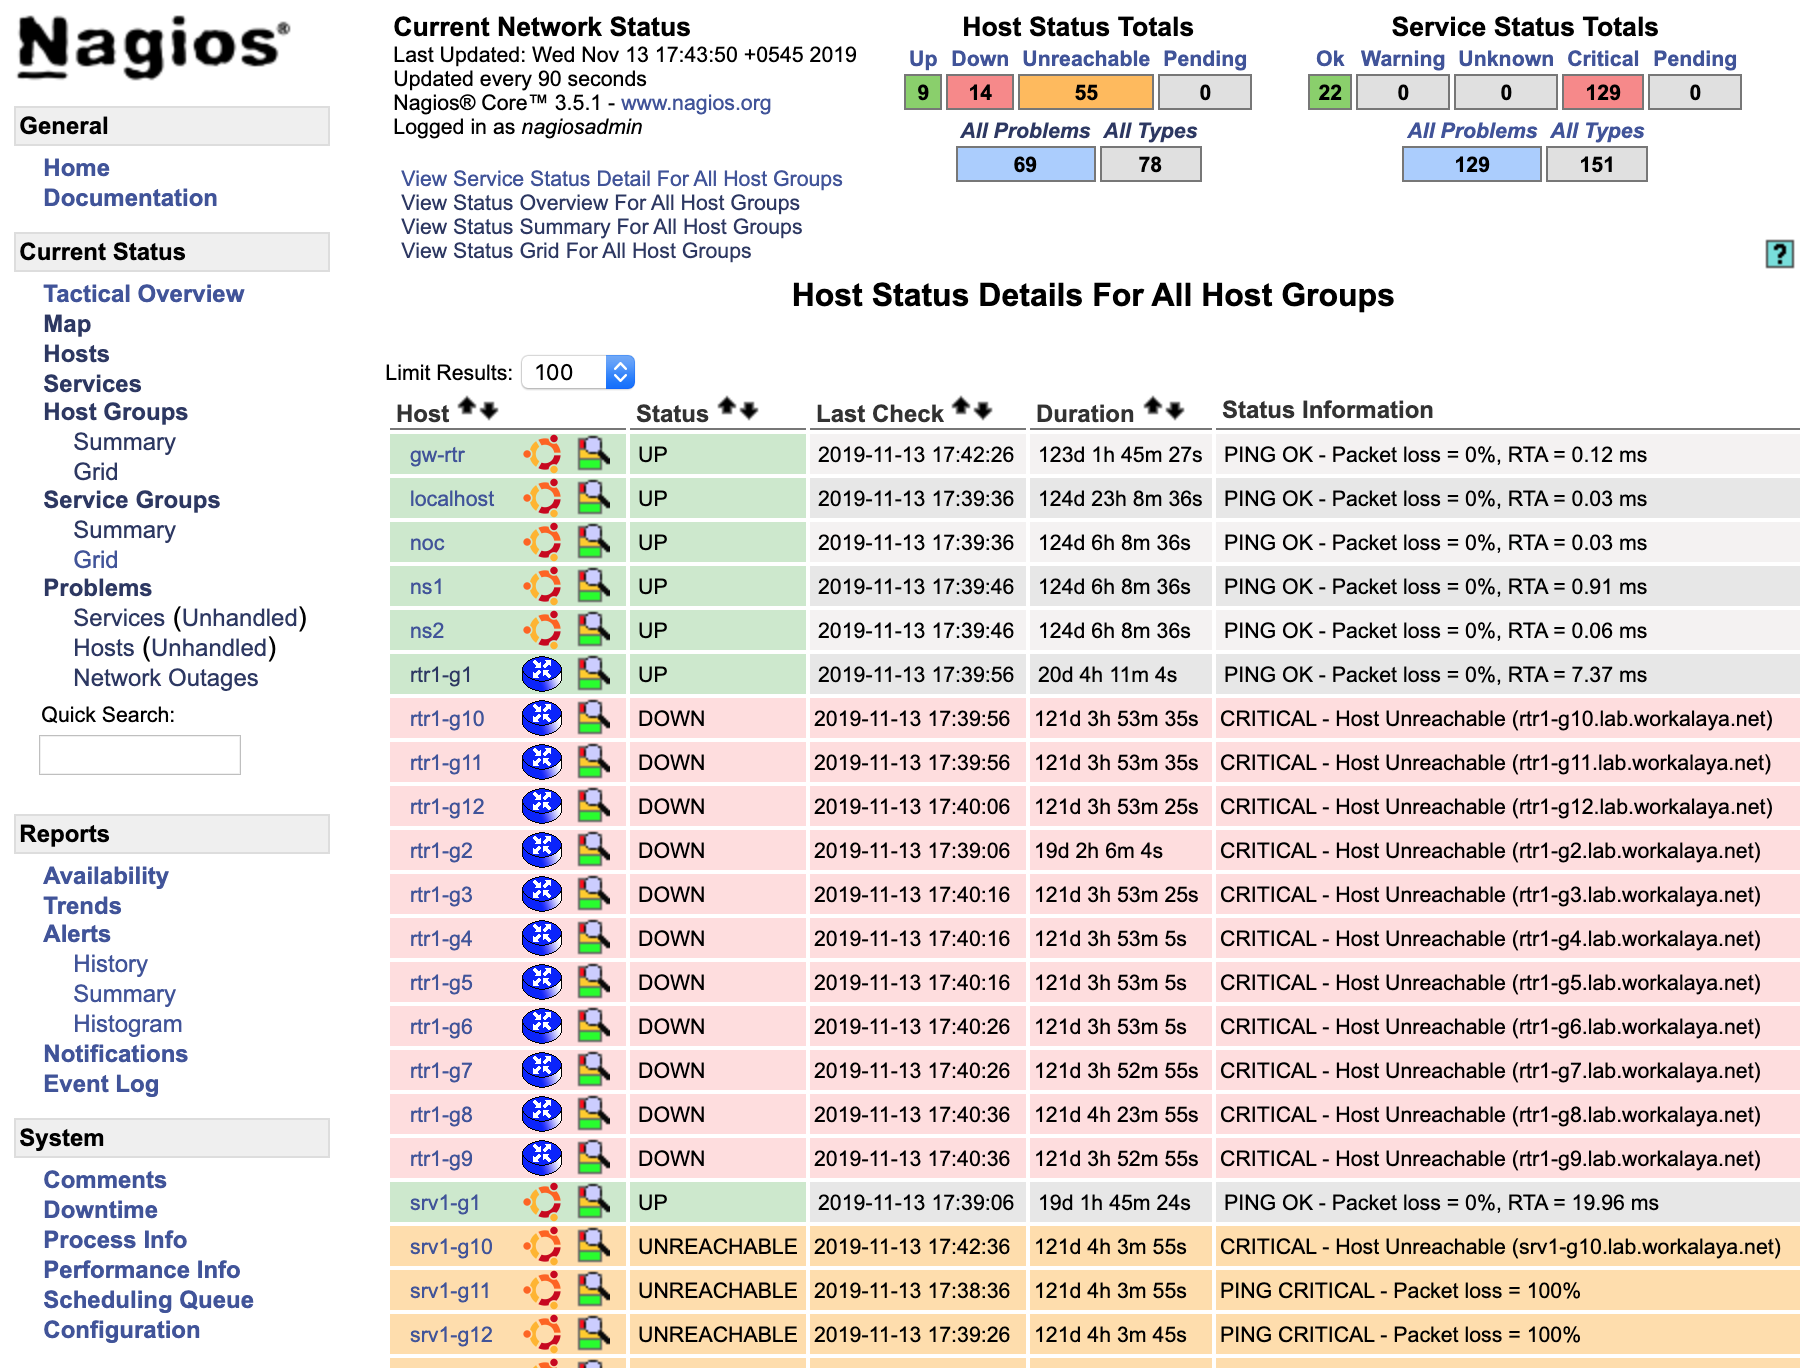 Nagios®
General
Home
Documentation
Current Status
Tactical Overview
Map
Hosts
Services
Host Groups
Summary
Grid
Service Groups
Summary
Grid
Problems
Services (Unhandled)
Hosts (Unhandled)
Network Outages
Quick Search:
Reports
Availability
Trends
Alerts
History
Summary
Histogram
Notifications
Event Log
System
Comments
Downtime
Process Info
Performance Info
Scheduling Queue
Configuration
Current Network Status
Last Updated: Wed Nov 13 17:43:50 +0545 2019
Updated every 90 seconds
Nagios® Core™ 3.5.1 - www.nagios.org
Logged in as nagiosadmin
View Service Status Detail For All Host Groups
View Status Overview For All Host Groups
View Status Summary For All Host Groups
View Status Grid For All Host Groups
Host Status Totals
Up Down Unreachable Pending
9 14 55 0
All Problems All Types
69 78
Service Status Totals
Ok Warning Unknown Critical Pending
22 0 0 129 0
All Problems All Types
129 151
?
Host Status Details For All Host Groups
Limit Results: 100
Host Status Last Check Duration Status Information
gw-rtr UP 2019-11-13 17:42:26 123d 1h 45m 27s PING OK - Packet loss = 0%, RTA = 0.12 ms
localhost UP 2019-11-13 17:39:36 124d 23h 8m 36s PING OK - Packet loss = 0%, RTA = 0.03 ms
noc UP 2019-11-13 17:39:36 124d 6h 8m 36s PING OK - Packet loss = 0%, RTA = 0.03 ms
ns1 UP 2019-11-13 17:39:46 124d 6h 8m 36s PING OK - Packet loss = 0%, RTA = 0.91 ms
ns2 UP 2019-11-13 17:39:46 124d 6h 8m 36s PING OK - Packet loss = 0%, RTA = 0.06 ms
rtr1-g1 UP 2019-11-13 17:39:56 20d 4h 11m 4s PING OK - Packet loss = 0%, RTA = 7.37 ms
rtr1-g10 DOWN 2019-11-13 17:39:56 121d 3h 53m 35s CRITICAL - Host Unreachable (rtr1-g10.lab.workalaya.net)
rtr1-g11 DOWN 2019-11-13 17:39:56 121d 3h 53m 35s CRITICAL - Host Unreachable (rtr1-g11.lab.workalaya.net)
rtr1-g12 DOWN 2019-11-13 17:40:06 121d 3h 53m 25s CRITICAL - Host Unreachable (rtr1-g12.lab.workalaya.net)
rtr1-g2 DOWN 2019-11-13 17:39:06 19d 2h 6m 4s CRITICAL - Host Unreachable (rtr1-g2.lab.workalaya.net)
rtr1-g3 DOWN 2019-11-13 17:40:16 121d 3h 53m 25s CRITICAL - Host Unreachable (rtr1-g3.lab.workalaya.net)
rtr1-g4 DOWN 2019-11-13 17:40:16 121d 3h 53m 5s CRITICAL - Host Unreachable (rtr1-g4.lab.workalaya.net)
rtr1-g5 DOWN 2019-11-13 17:40:16 121d 3h 53m 5s CRITICAL - Host Unreachable (rtr1-g5.lab.workalaya.net)
rtr1-g6 DOWN 2019-11-13 17:40:26 121d 3h 53m 5s CRITICAL - Host Unreachable (rtr1-g6.lab.workalaya.net)
rtr1-g7 DOWN 2019-11-13 17:40:26 121d 3h 52m 55s CRITICAL - Host Unreachable (rtr1-g7.lab.workalaya.net)
rtr1-g8 DOWN 2019-11-13 17:40:36 121d 4h 23m 55s CRITICAL - Host Unreachable (rtr1-g8.lab.workalaya.net)
rtr1-g9 DOWN 2019-11-13 17:40:36 121d 3h 52m 55s CRITICAL - Host Unreachable (rtr1-g9.lab.workalaya.net)
srv1-g1 UP 2019-11-13 17:39:06 19d 1h 45m 24s PING OK - Packet loss = 0%, RTA = 19.96 ms
srv1-g10 UNREACHABLE 2019-11-13 17:42:36 121d 4h 3m 55s CRITICAL - Host Unreachable (srv1-g10.lab.workalaya.net)
srv1-g11 UNREACHABLE 2019-11-13 17:38:36 121d 4h 3m 55s PING CRITICAL - Packet loss = 100%
srv1-g12 UNREACHABLE 2019-11-13 17:39:26 121d 4h 3m 45s PING CRITICAL - Packet loss = 100%